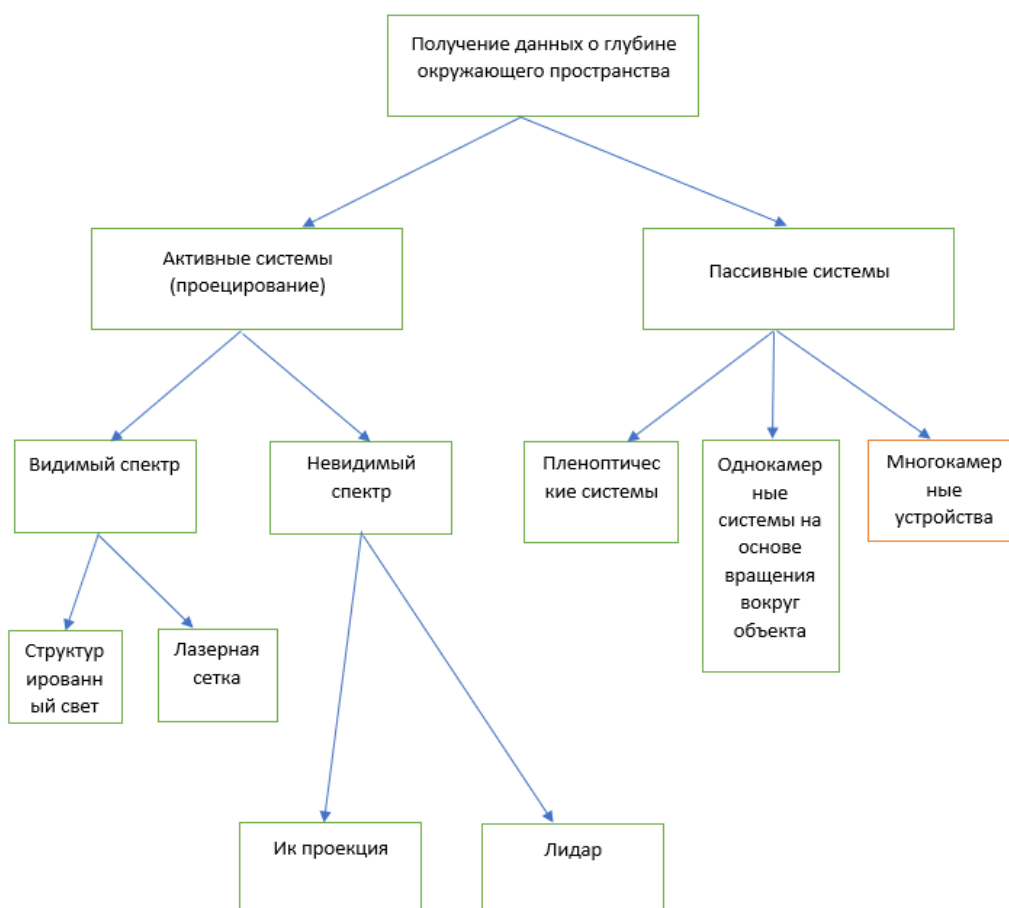 Получение данных о глубине
окружающего пространства
Активные системы
(проецирование)
Пассивные системы
Видимый спектр
Невидимый
спектр
Пленоптичес
кие системы
Однокамер
ные
системы на
основе
вращения
вокруг
объекта
Многокамер
ные
устройства
Структур
ированн
ый свет
Лазерная
сетка
Ик проекция
Лидар